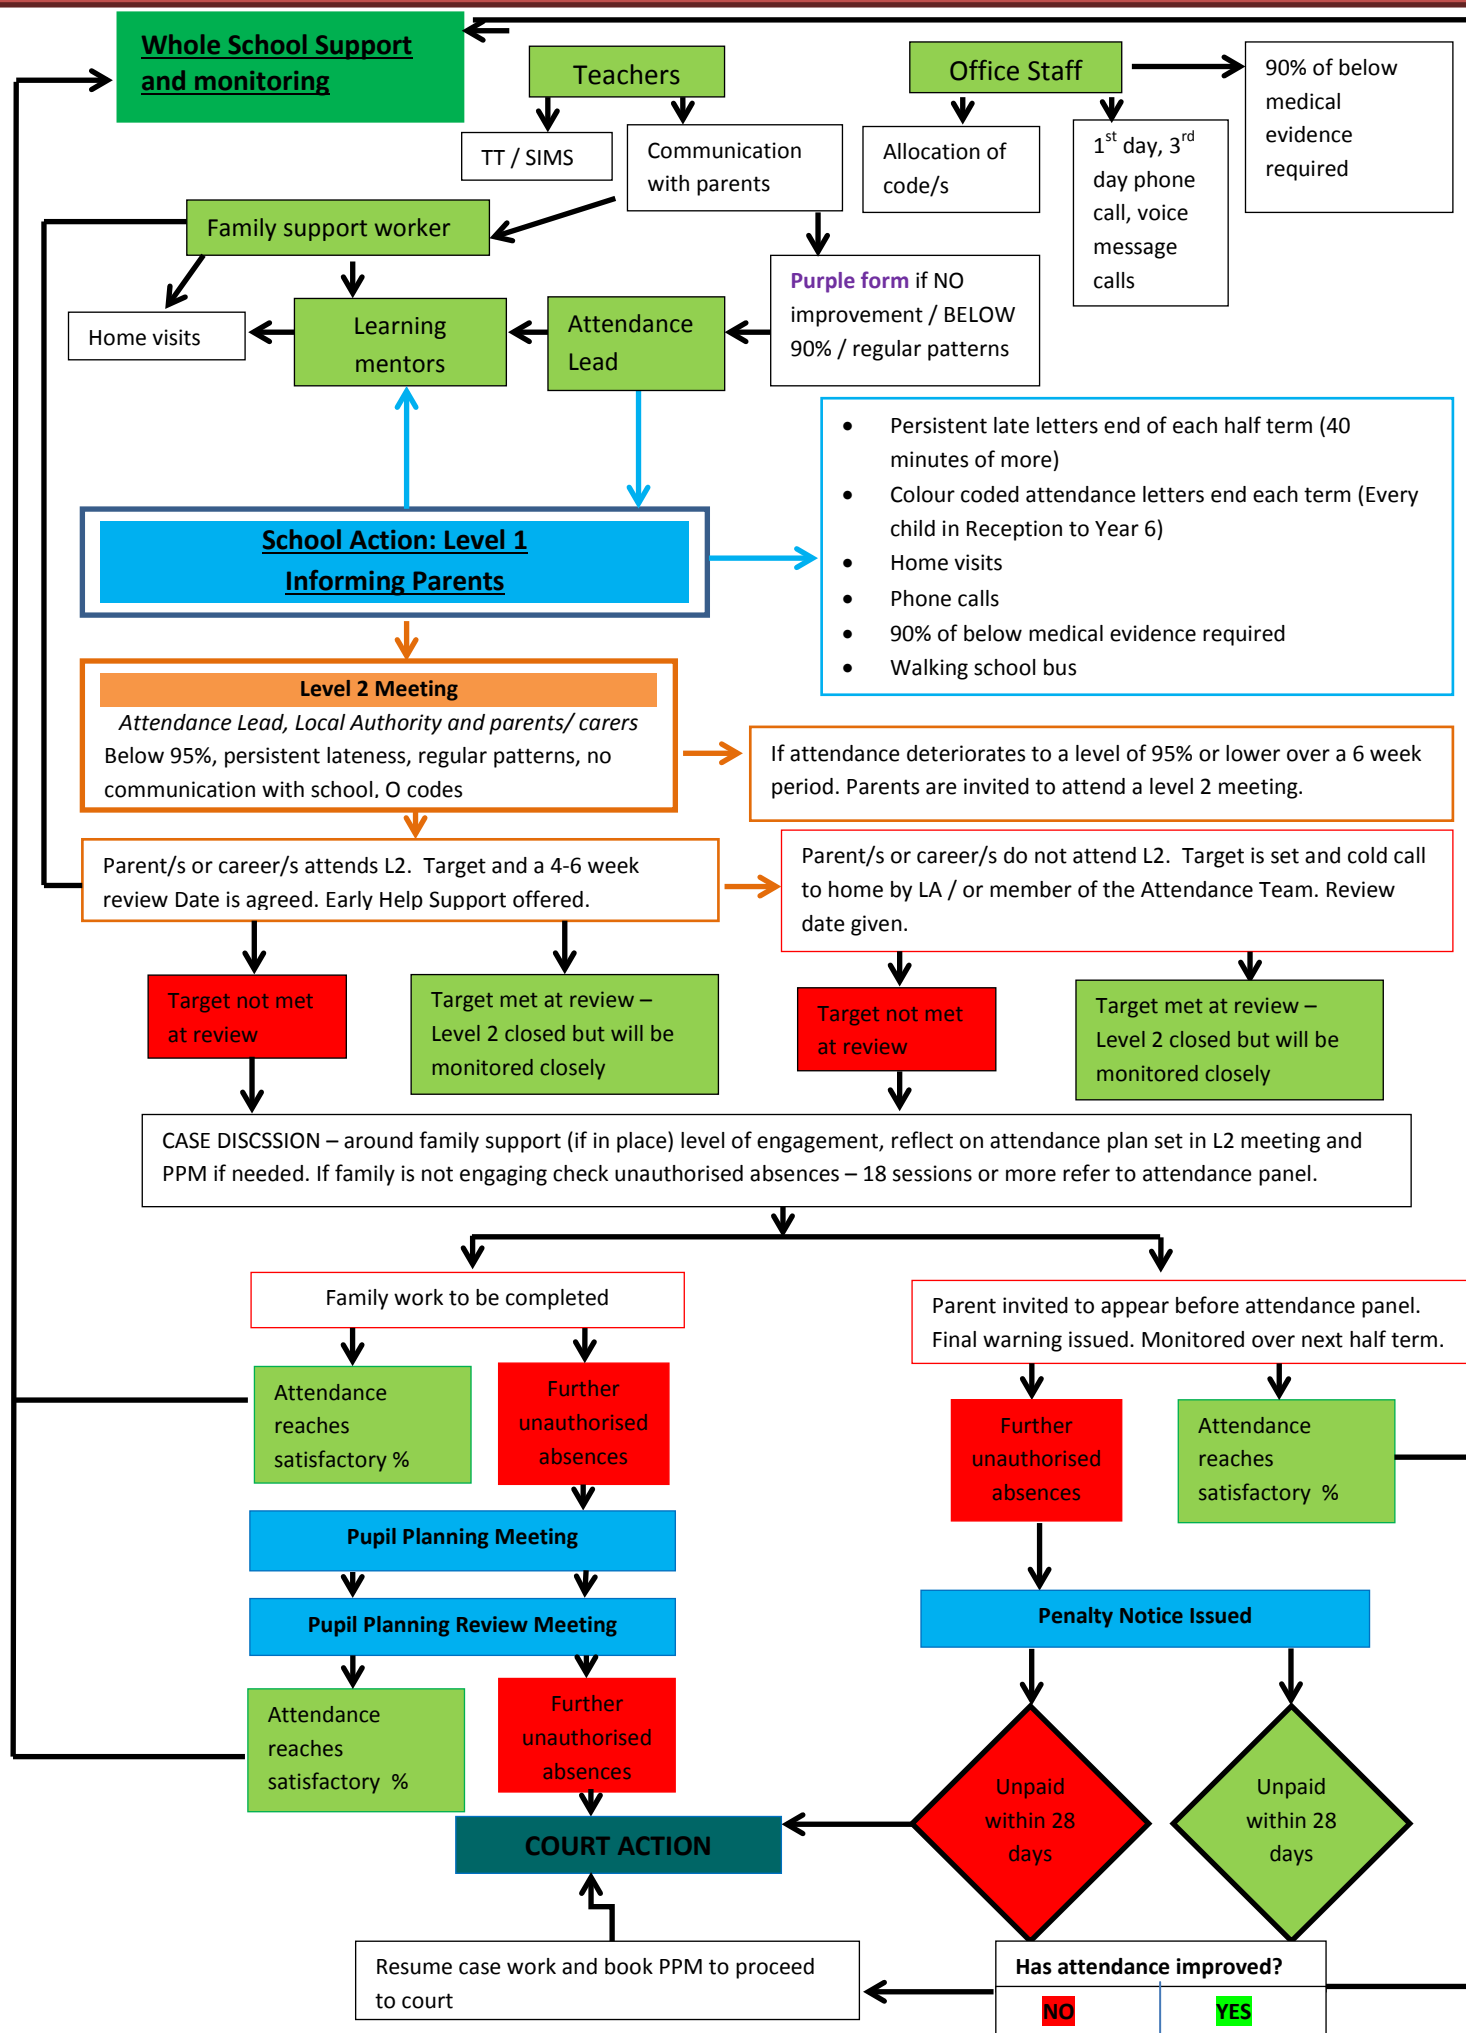 Whole School Support
and monitoring
Teachers
Office Staff
90% of below
medical
evidence
required
TT / SIMS
Communication
with parents
Allocation of
code/s
1st day, 3rd
day phone
call, voice
message
calls
Family support worker
Purple form if NO
improvement / BELOW
90% / regular patterns
Home visits
Learning
mentors
Attendance
Lead
• Persistent late letters end of each half term (40
minutes of more)
• Colour coded attendance letters end each term (Every
child in Reception to Year 6)
• Home visits
• Phone calls
• 90% of below medical evidence required
• Walking school bus
School Action: Level 1
Informing Parents
Level 2 Meeting
Attendance Lead, Local Authority and parents/ carers
Below 95%, persistent lateness, regular patterns, no
communication with school, O codes
If attendance deteriorates to a level of 95% or lower over a 6 week
period. Parents are invited to attend a level 2 meeting.
Parent/s or career/s attends L2. Target and a 4-6 week
review Date is agreed. Early Help Support offered.
Parent/s or career/s do not attend L2. Target is set and cold call
to home by LA / or member of the Attendance Team. Review
date given.
Target not met
at review
Target met at review –
Level 2 closed but will be
monitored closely
Target not met
at review
Target met at review –
Level 2 closed but will be
monitored closely
CASE DISCSSION – around family support (if in place) level of engagement, reflect on attendance plan set in L2 meeting and
PPM if needed. If family is not engaging check unauthorised absences – 18 sessions or more refer to attendance panel.
Family work to be completed
Parent invited to appear before attendance panel.
Final warning issued. Monitored over next half term.
Attendance
reaches
satisfactory %
Further
unauthorised
absences
Further
unauthorised
absences
Attendance
reaches
satisfactory %
Pupil Planning Meeting
Pupil Planning Review Meeting
Penalty Notice Issued
Attendance
reaches
satisfactory %
Further
unauthorised
absences
Unpaid
within 28
days
Unpaid
within 28
days
COURT ACTION
Resume case work and book PPM to proceed
to court
Has attendance improved?
NO YES